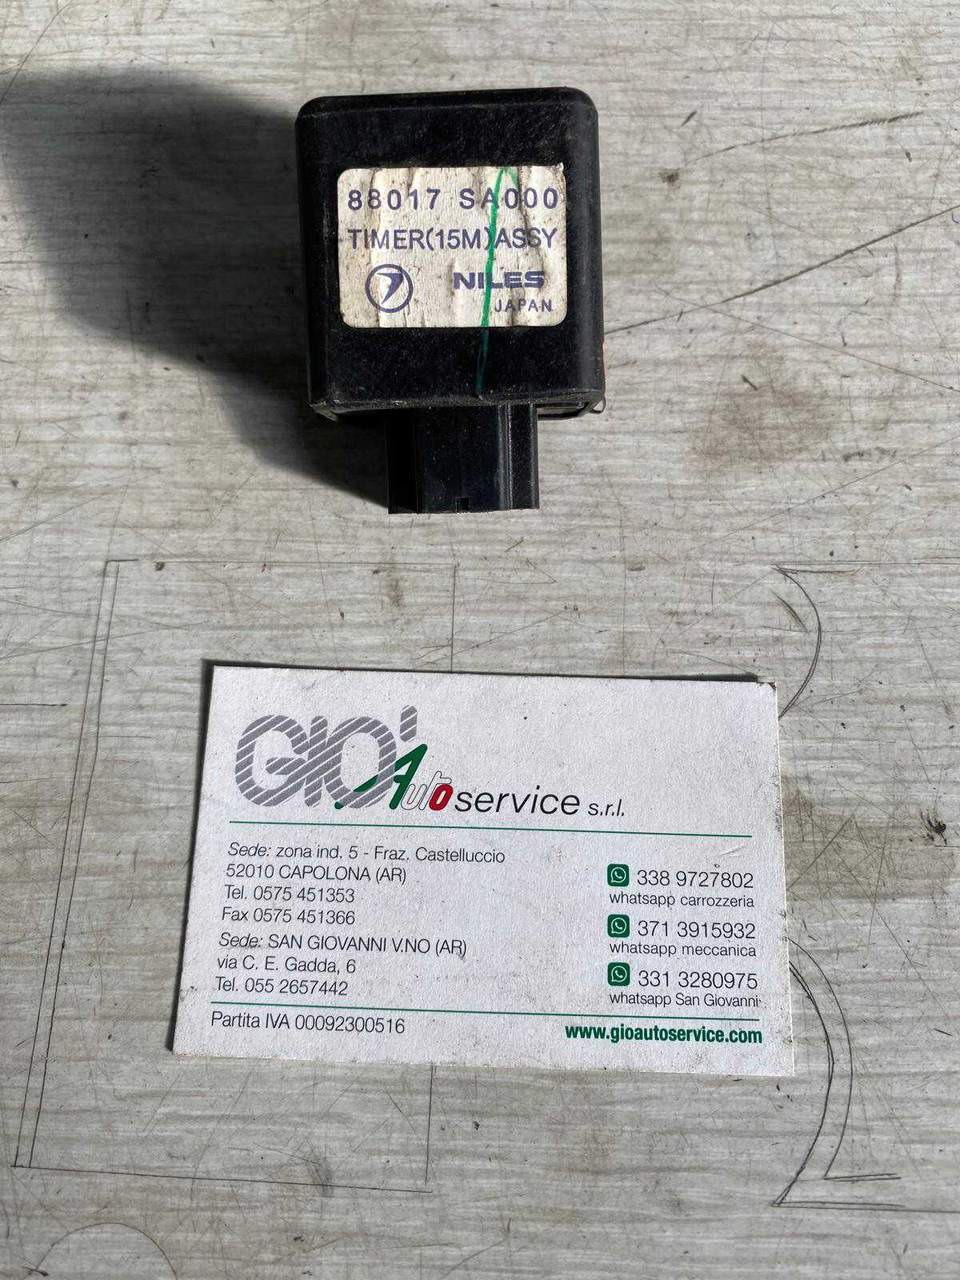 88017 SA000
TIMER(15M)ASSY
NILES
JAPAN
GIO' Auto service s.r.l.
Sede: zona ind. 5 - Fraz. Castelluccio
52010 CAPOLONA (AR)
Tel. 0575 451353
Fax 0575 451366
Sede: SAN GIOVANNI V.NO (AR)
via C. E. Gadda, 6
Tel. 055 2657442
338 9727802
whatsapp carrozzeria
371 3915932
whatsapp meccanica
331 3280975
whatsapp San Giovanni
Partita IVA 00092300516
www.gioautoservice.com